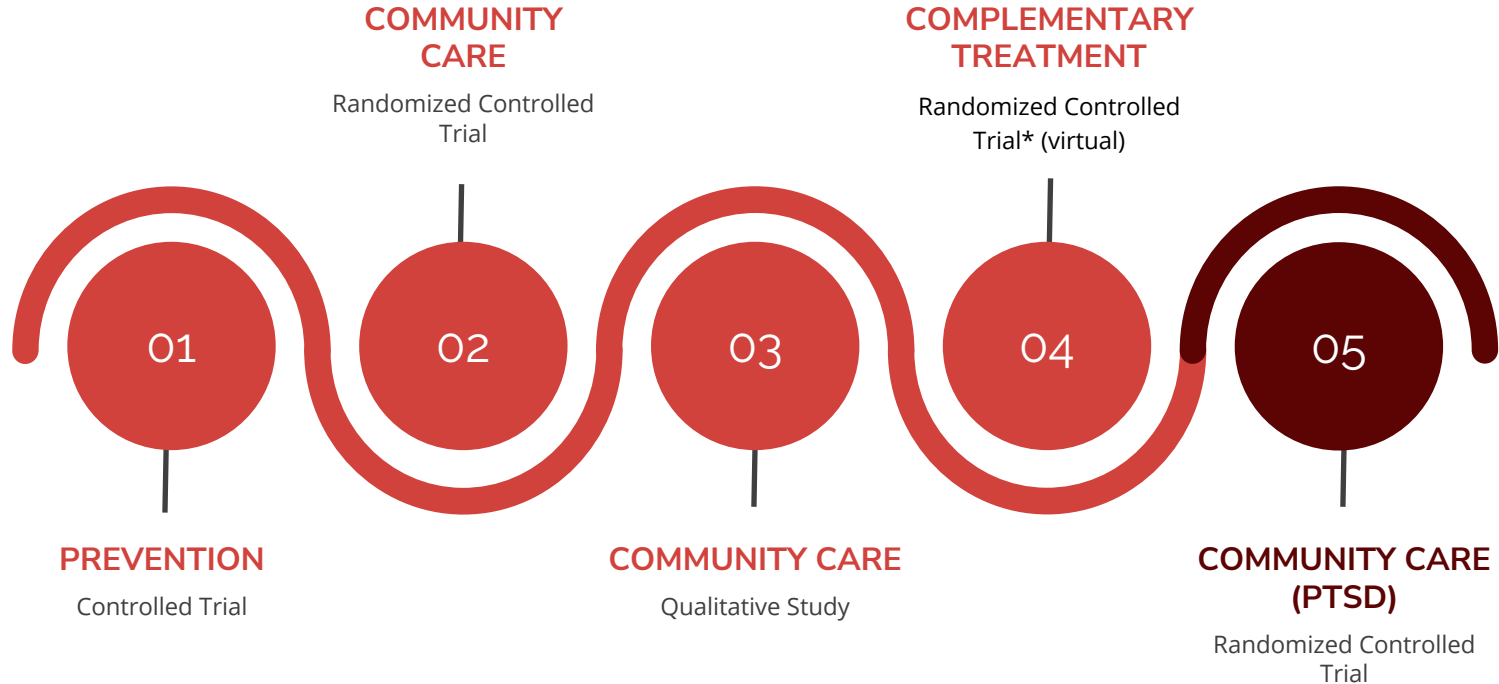 COMMUNITY
CARE
Randomized Controlled
Trial
COMPLEMENTARY
TREATMENT
Randomized Controlled
Trial* (virtual)
01
02
03
04
05
PREVENTION
Controlled Trial
COMMUNITY CARE
Qualitative Study
COMMUNITY CARE
(PTSD)
Randomized Controlled
Trial